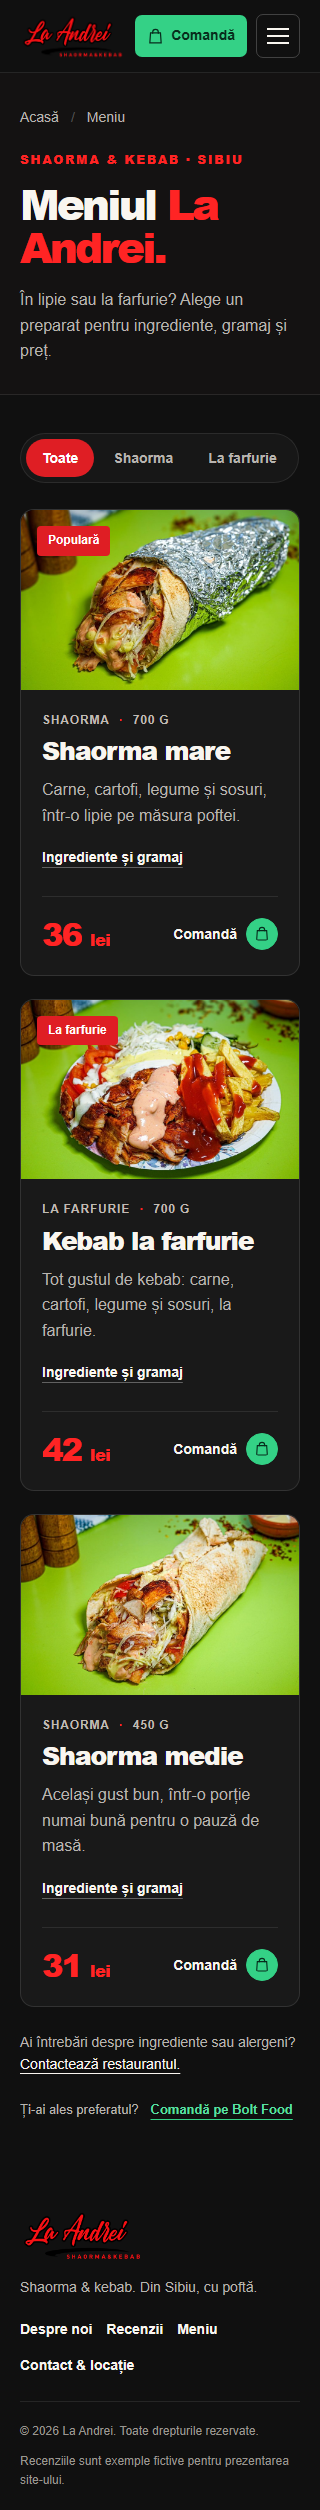 La Andrei
SHAORMA&KEBAB
Comandă
Acasă / Meniu
SHAORMA & KEBAB • SIBIU
Meniul La
Andrei.
În lipie sau la farfurie? Alege un
preparat pentru ingrediente, gramaj și
preț.
Toate Shaorma La farfurie
Populară
SHAORMA · 700 G
Shaorma mare
Carne, cartofi, legume și sosuri,
într-o lipie pe măsura poftei.
Ingrediente și gramaj
36 lei Comandă
La farfurie
LA FARFURIE · 700 G
Kebab la farfurie
Tot gustul de kebab: carne,
cartofi, legume și sosuri, la
farfurie.
Ingrediente și gramaj
42 lei Comandă
SHAORMA · 450 G
Shaorma medie
Același gust bun, într-o porție
numai bună pentru o pauză de
masă.
Ingrediente și gramaj
31 lei Comandă
Ai întrebări despre ingrediente sau alergeni?
Contactează restaurantul.
Ți-ai ales preferatul? Comandă pe Bolt Food
La Andrei
SHAORMA&KEBAB
Shaorma & kebab. Din Sibiu, cu poftă.
Despre noi Recenzii Meniu
Contact & locație
© 2026 La Andrei. Toate drepturile rezervate.
Recenziile sunt exemple fictive pentru prezentarea
site-ului.